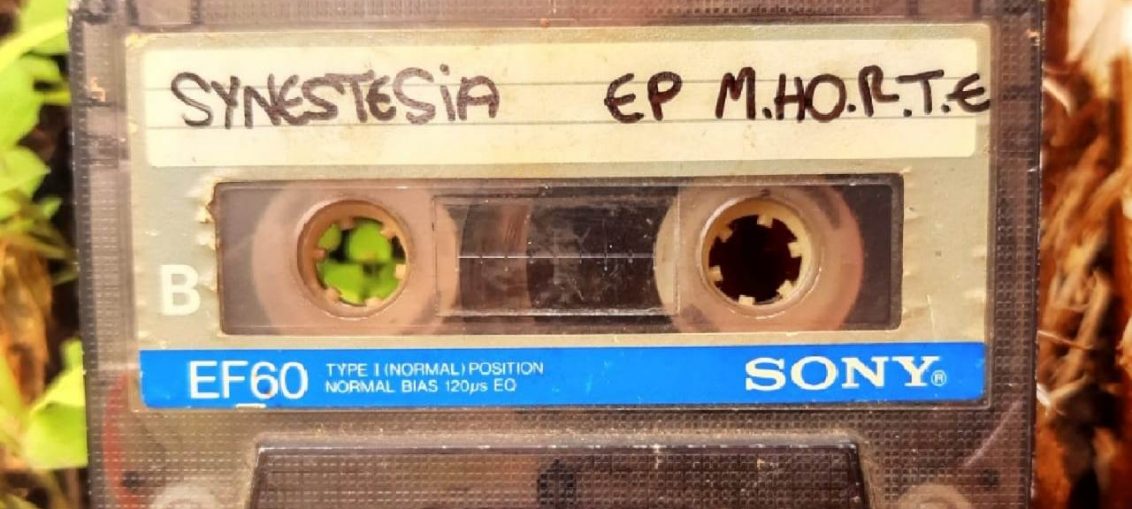 SYNESTESiA EP M.HO.R.T.E
B
EF60 TYPE I (NORMAL) POSITION
NORMAL BIAS 120µs EQ
SONY®